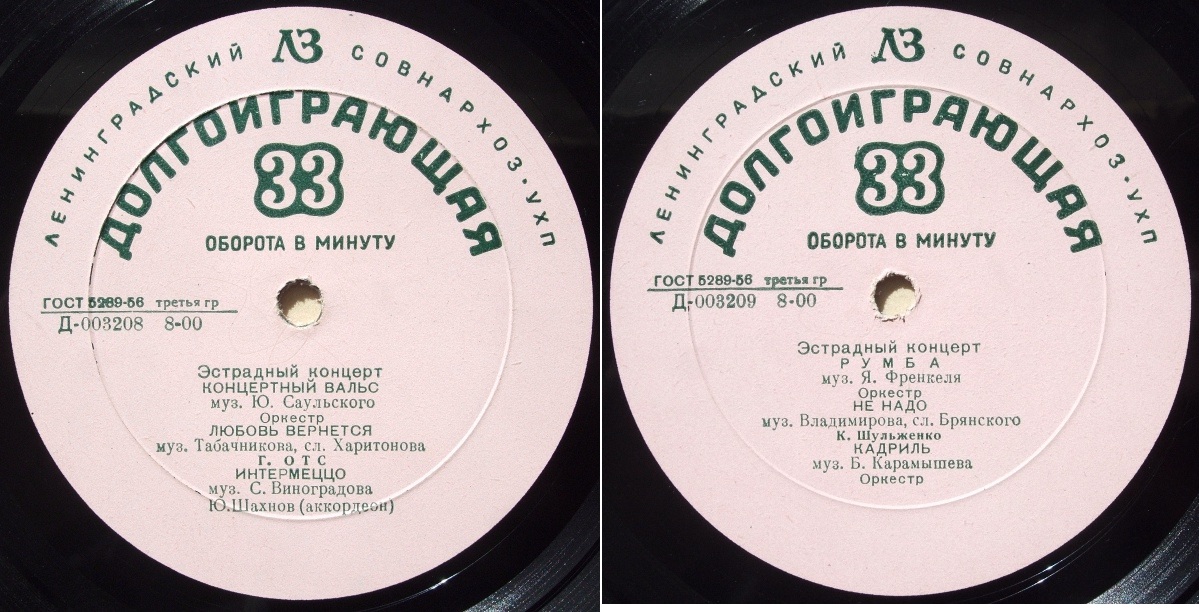 ЛЕНИНГРАДСКИЙ ЛЗ СОВНАРХОЗ·УХП
ДОЛГОИГРАЮЩАЯ
33
ОБОРОТА В МИНУТУ
ГОСТ 5289-56 третья гр
Д-003208 8-00
Эстрадный концерт
КОНЦЕРТНЫЙ ВАЛЬС
муз. Ю. Саульского
Оркестр
ЛЮБОВЬ ВЕРНЕТСЯ
муз. Табачникова, сл. Харитонова
Г. ОТС
ИНТЕРМЕЦЦО
муз. С. Виноградова
Ю.Шахнов (аккордеон)
ЛЕНИНГРАДСКИЙ ЛЗ СОВНАРХОЗ·УХП
ДОЛГОИГРАЮЩАЯ
33
ОБОРОТА В МИНУТУ
ГОСТ 5289-56 третья гр
Д-003209 8-00
Эстрадный концерт
РУМБА
муз. Я. Френкеля
Оркестр
НЕ НАДО
муз. Владимирова, сл. Брянского
К. Шульженко
КАДРИЛЬ
муз. Б. Карамышева
Оркестр